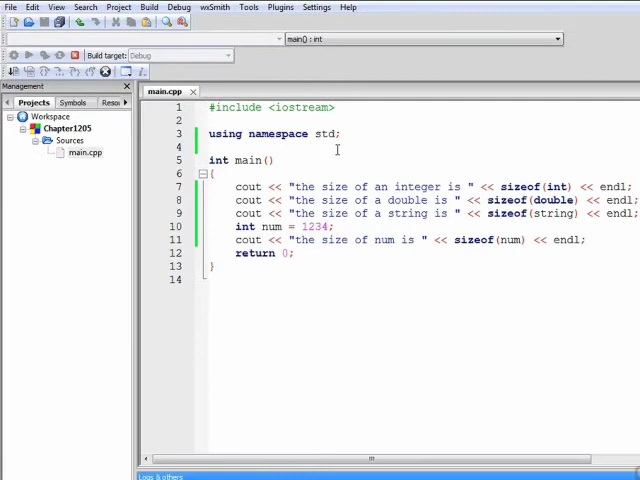 File Edit View Search Project Build Debug wxSmith Tools Plugins Settings Help
main() : int
Build target: Debug
Management
main.cpp
Projects Symbols Resou
Workspace
Chapter1205
Sources
main.cpp
1 #include <iostream>
2
3 using namespace std;
4
5 int main()
6 {
7 cout << "the size of an integer is " << sizeof(int) << endl;
8 cout << "the size of a double is " << sizeof(double) << endl;
9 cout << "the size of a string is " << sizeof(string) << endl;
10 int num = 1234;
11 cout << "the size of num is " << sizeof(num) << endl;
12 return 0;
13 }
14
Logs & others